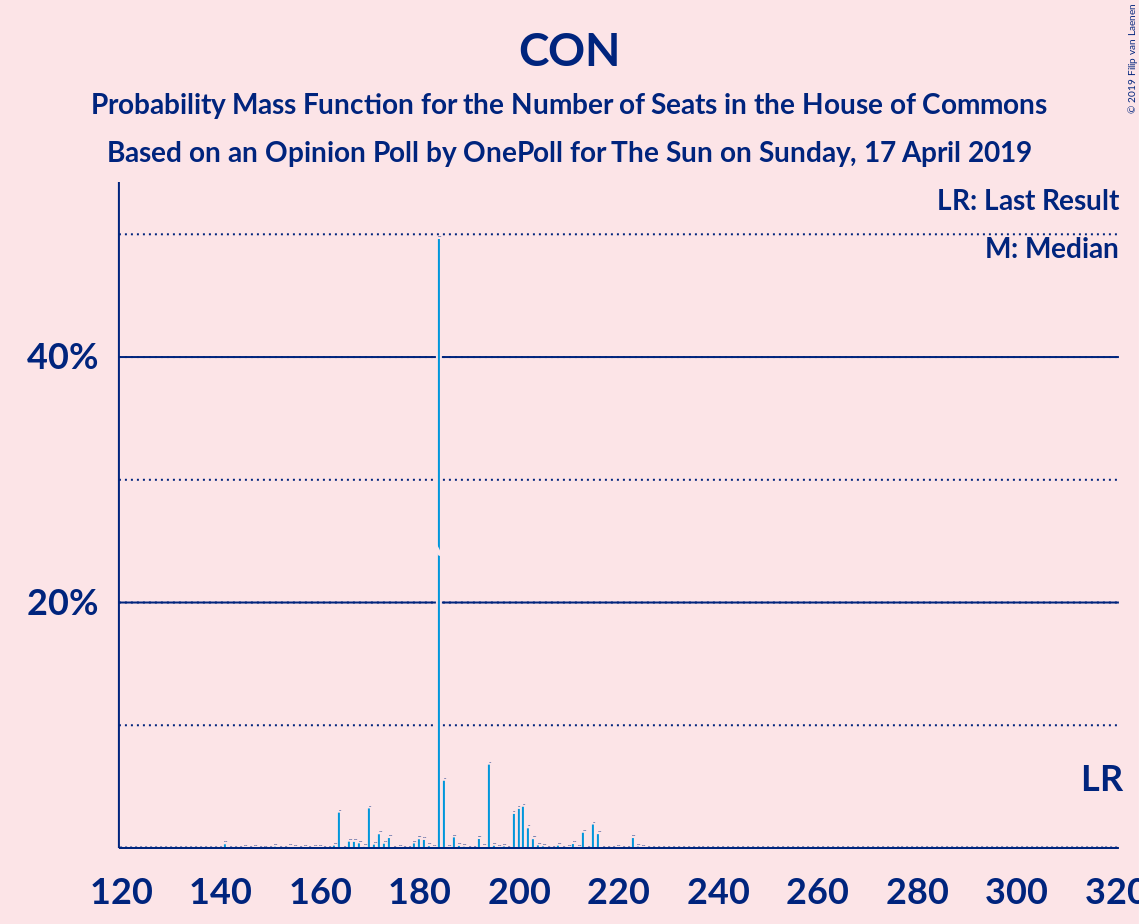 CON
Probability Mass Function for the Number of Seats in the House of Commons
Based on an Opinion Poll by OnePoll for The Sun on Sunday, 17 April 2019
© 2019 Filip van Laenen
LR: Last Result
M: Median
40%
20%
LR
120 140 160 180 200 220 240 260 280 300 320